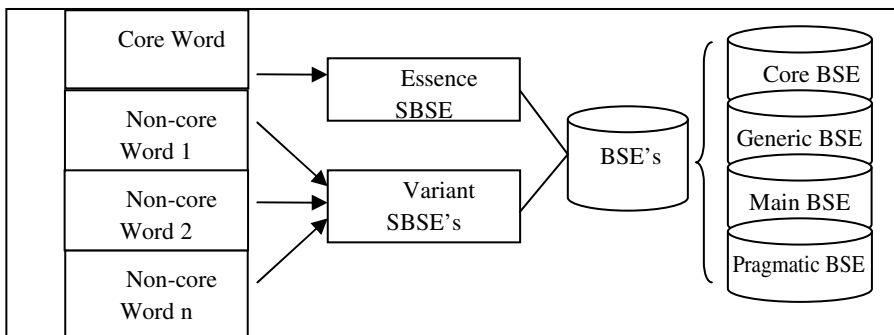 Core Word
Non-core
Word 1
Non-core
Word 2
Non-core
Word n
Essence
SBSE
Variant
SBSE’s
BSE’s
Core BSE
Generic BSE
Main BSE
Pragmatic BSE